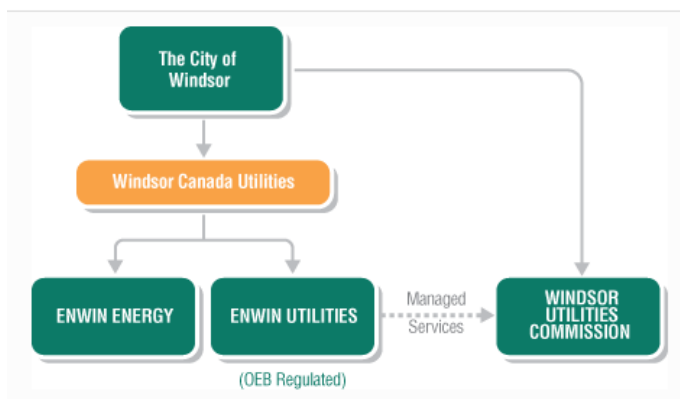 The City of
Windsor
Windsor Canada Utilities
ENWIN ENERGY
ENWIN UTILITIES
Managed
Services
WINDSOR
UTILITIES
COMMISSION
(OEB Regulated)